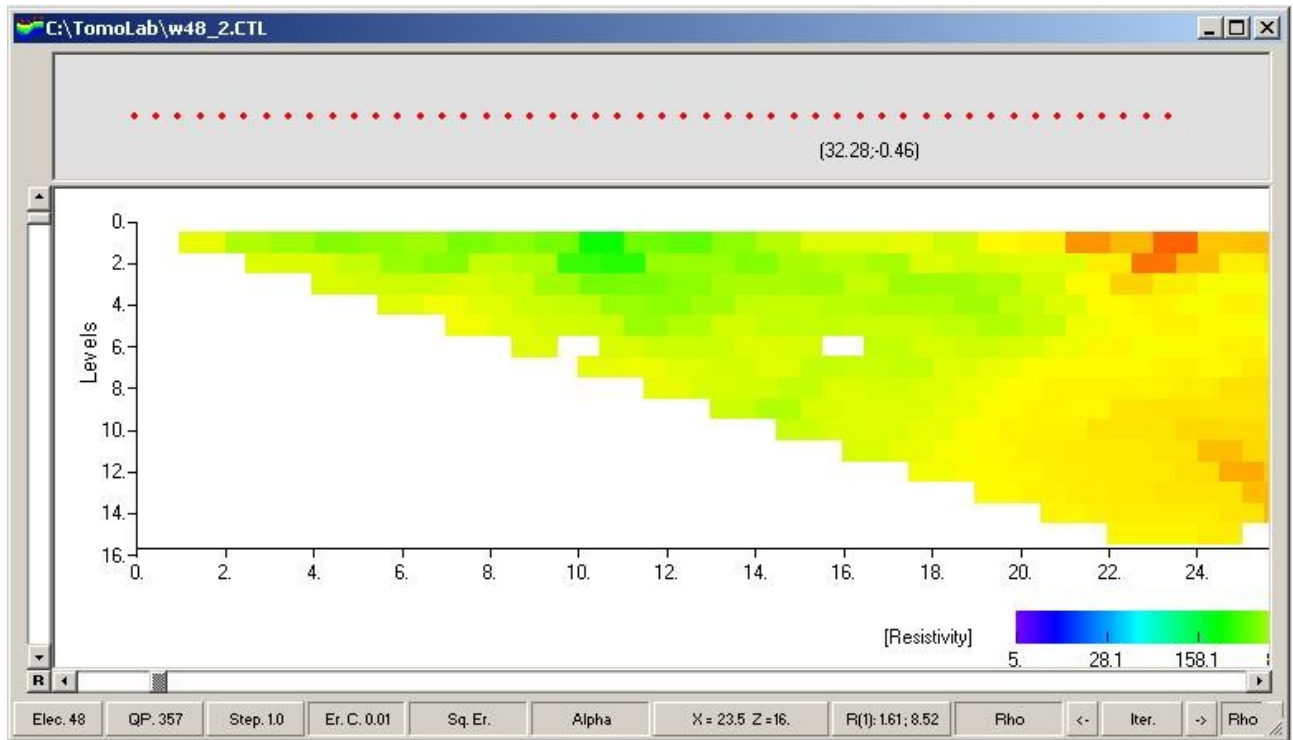 C:\TomoLab\w48_2.CTL
(32.28;-0.46)
Levels
0.
2.
4.
6.
8.
10.
12.
14.
16.
0. 2. 4. 6. 8. 10. 12. 14. 16. 18. 20. 22. 24.
[Resistivity]
5. 28.1 158.1
R
Elec. 48 QP. 357 Step. 1.0 Er. C. 0.01 Sq. Er. Alpha X = 23.5 Z =16. R(1): 1.61 ; 8.52 Rho <- Iter. -> Rho